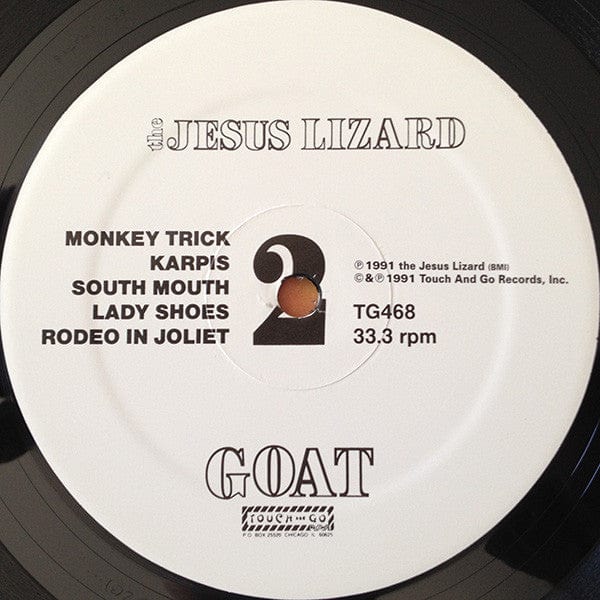 the JESUS LIZARD
MONKEY TRICK
KARPIS
SOUTH MOUTH
LADY SHOES
RODEO IN JOLIET
2
℗ 1991 the Jesus Lizard (BMI)
© & ℗ 1991 Touch And Go Records, Inc.
TG468
33.3 rpm
GOAT
TOUCH AND GO
P.O. BOX 25520 CHICAGO IL 60625